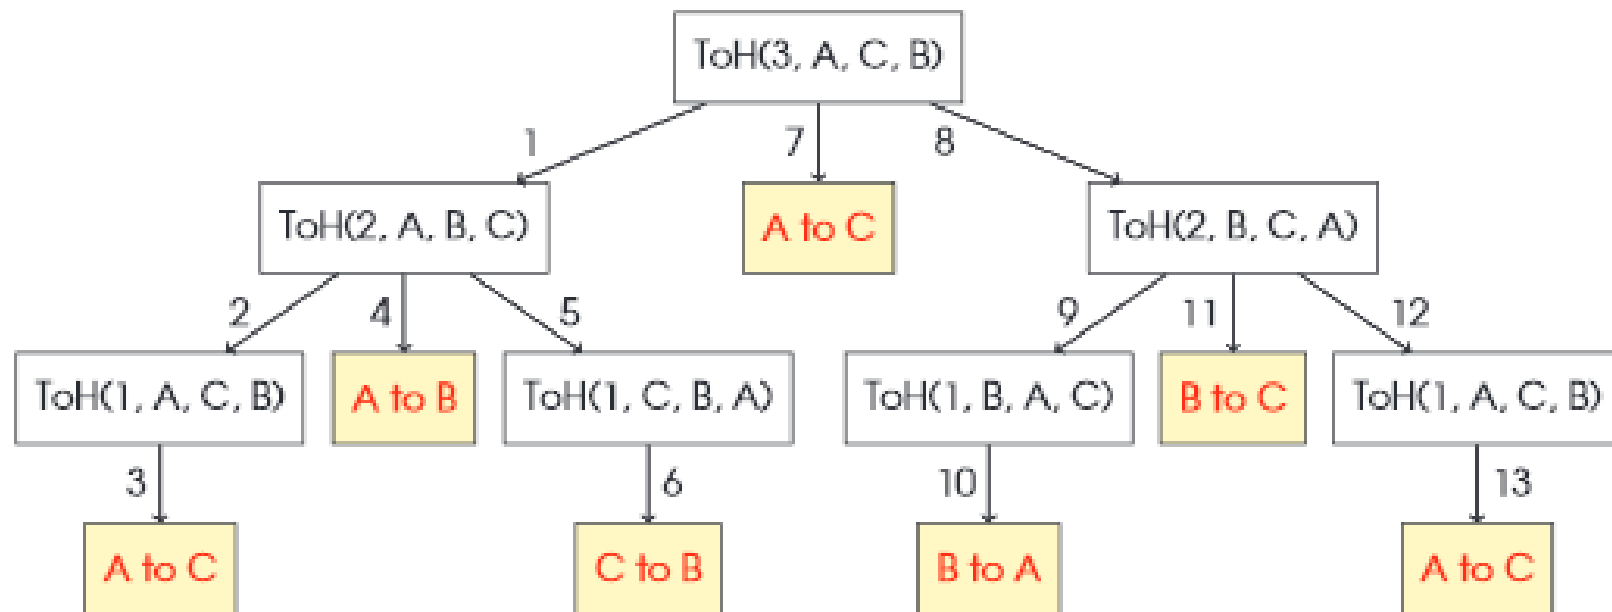 ToH(3, A, C, B)
1
7
8
ToH(2, A, B, C)
A to C
ToH(2, B, C, A)
2
4
5
9
11
12
ToH(1, A, C, B)
A to B
ToH(1, C, B, A)
ToH(1, B, A, C)
B to C
ToH(1, A, C, B)
3
6
10
13
A to C
C to B
B to A
A to C